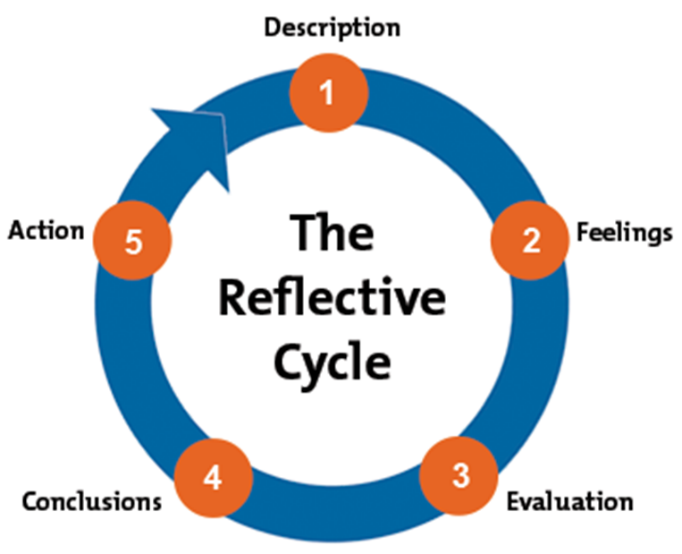 Description
1
2
Feelings
3
Evaluation
4
Conclusions
5
Action
The
Reflective
Cycle